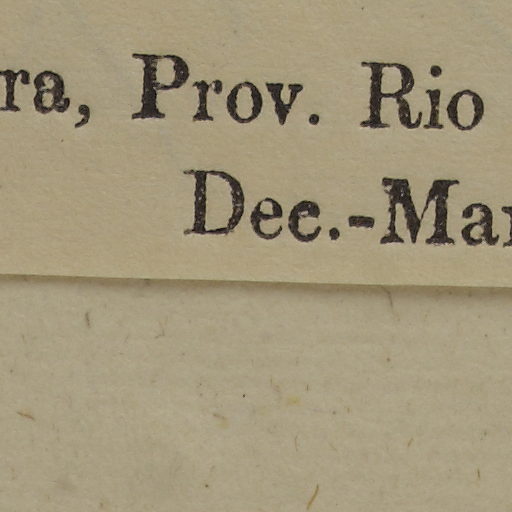 ra, Prov. Rio
Dec.-Mar